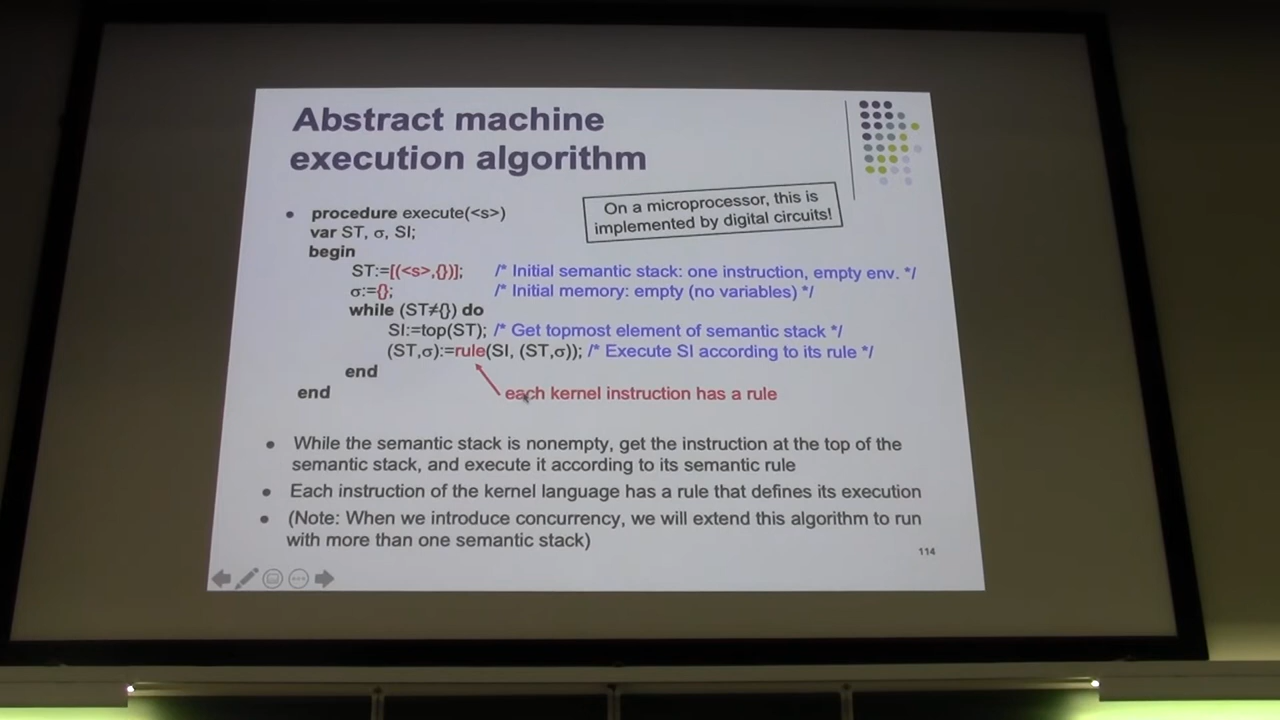 Abstract machine
execution algorithm
On a microprocessor, this is
implemented by digital circuits!
• procedure execute(<s>)
var ST, σ, SI;
begin
ST:=[(<s>,{})]; /* Initial semantic stack: one instruction, empty env. */
σ:={}; /* Initial memory: empty (no variables) */
while (ST≠{}) do
SI:=top(ST); /* Get topmost element of semantic stack */
(ST,σ):=rule(SI, (ST,σ)); /* Execute SI according to its rule */
end
each kernel instruction has a rule
end
• While the semantic stack is nonempty, get the instruction at the top of the
semantic stack, and execute it according to its semantic rule
• Each instruction of the kernel language has a rule that defines its execution
• (Note: When we introduce concurrency, we will extend this algorithm to run
with more than one semantic stack)
114